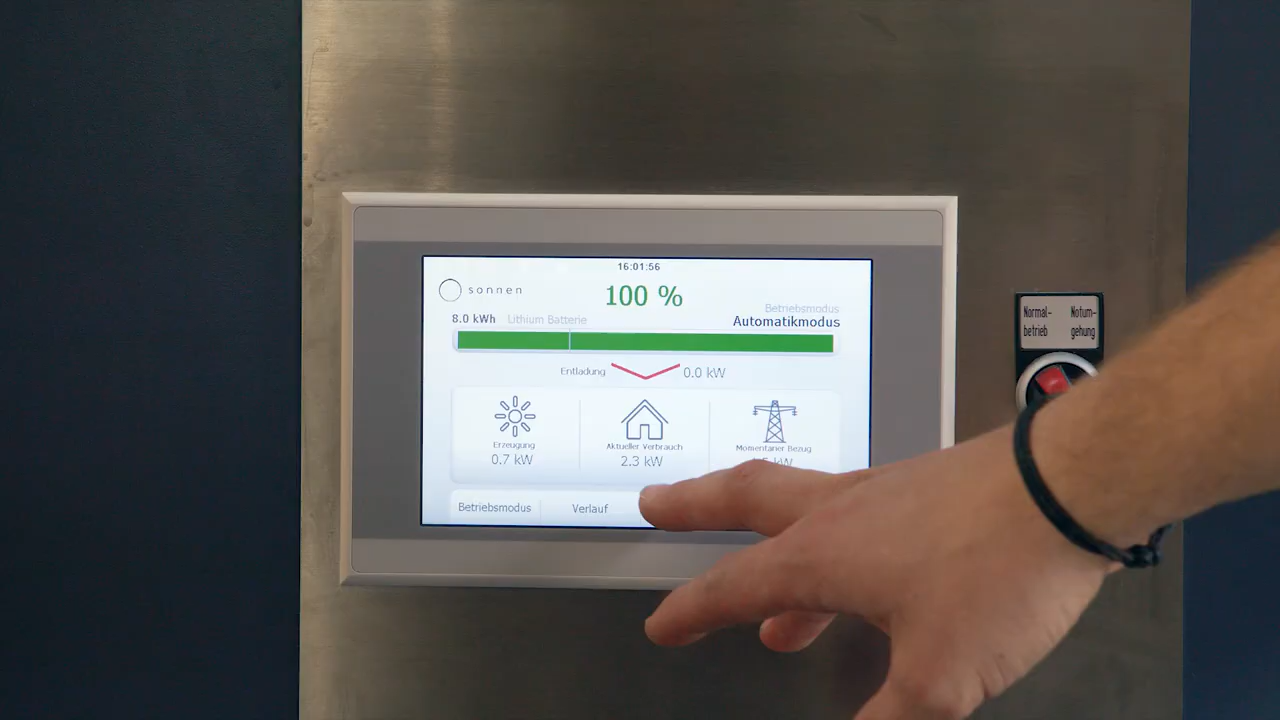 16:01:56
sonnen
100 %
Betriebsmodus
8.0 kWh Lithium Batterie
Automatikmodus
Entladung 0.0 kW
Erzeugung
Aktueller Verbrauch
Momentaner Bezug
0.7 kW
2.3 kW
kW
Betriebsmodus
Verlauf
Normal-
betrieb
Notum-
gehung